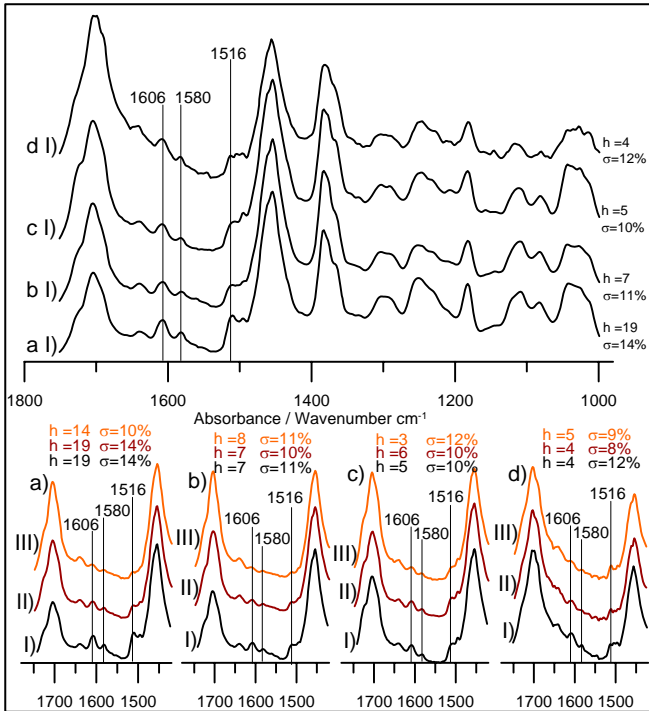 1516
1606 1580
d I)
h =4
σ=12%
c I)
h =5
σ=10%
b I)
h =7
σ=11%
a I)
h =19
σ=14%
1800 1600 1400 1200 1000
Absorbance / Wavenumber cm⁻¹
h =14 σ=10%
h =19 σ=14%
h =19 σ=14%
a)
1516
1606
1580
III)
II)
I)
1700 1600 1500
h =8 σ=11%
h =7 σ=10%
h =7 σ=11%
b)
1516
1606
1580
III)
II)
I)
1700 1600 1500
h =3 σ=12%
h =6 σ=10%
h =5 σ=10%
c)
1516
1606
1580
III)
II)
I)
1700 1600 1500
h =5 σ=9%
h =4 σ=8%
h =4 σ=12%
d)
1516
1606
1580
III)
II)
I)
1700 1600 1500